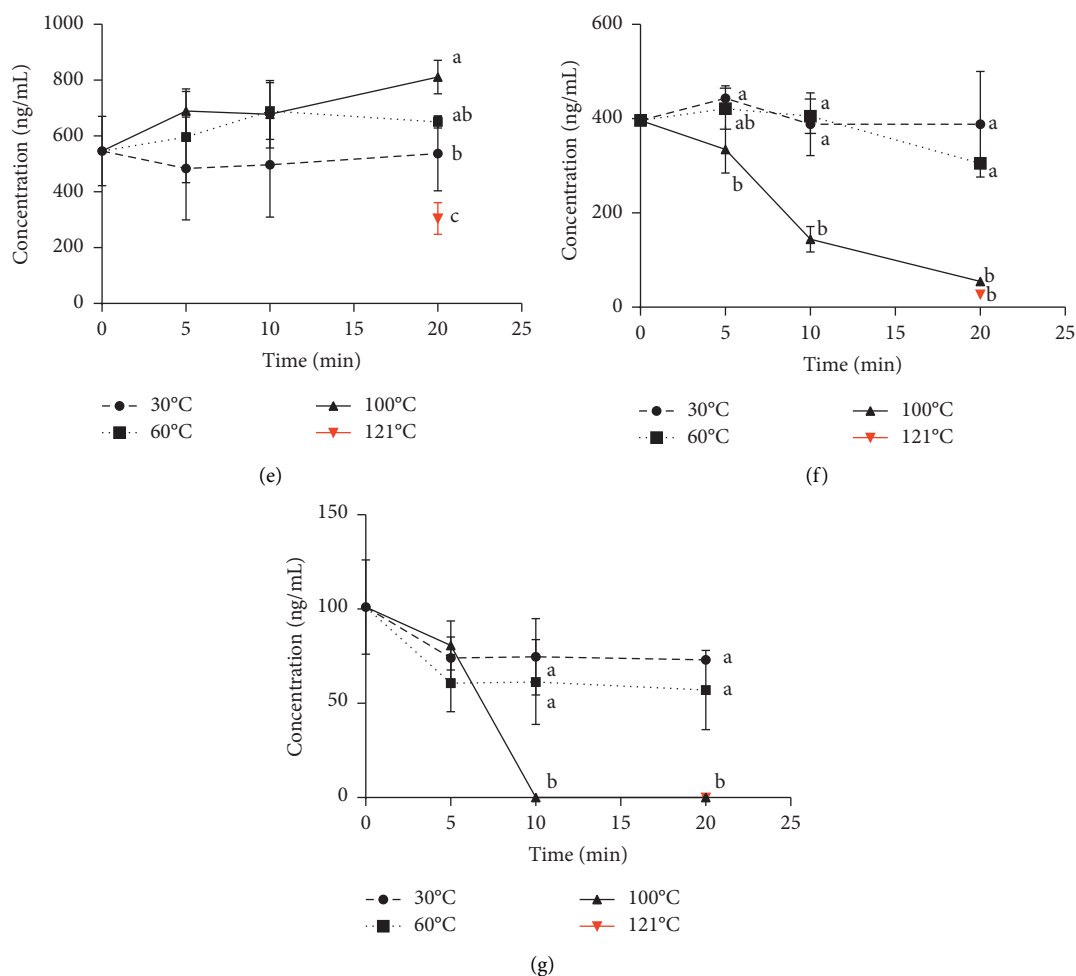 1000
800
600
400
200
0
Concentration (ng/mL)
a
ab
b
c
0 5 10 15 20 25
Time (min)
30°C 100°C
60°C 121°C
(e)
600
400
200
0
Concentration (ng/mL)
a
ab
b
a
a
b
a
a
b
b
0 5 10 15 20 25
Time (min)
30°C 100°C
60°C 121°C
(f)
150
100
50
0
Concentration (ng/mL)
a
a
b
a
a
b
0 5 10 15 20 25
Time (min)
30°C 100°C
60°C 121°C
(g)